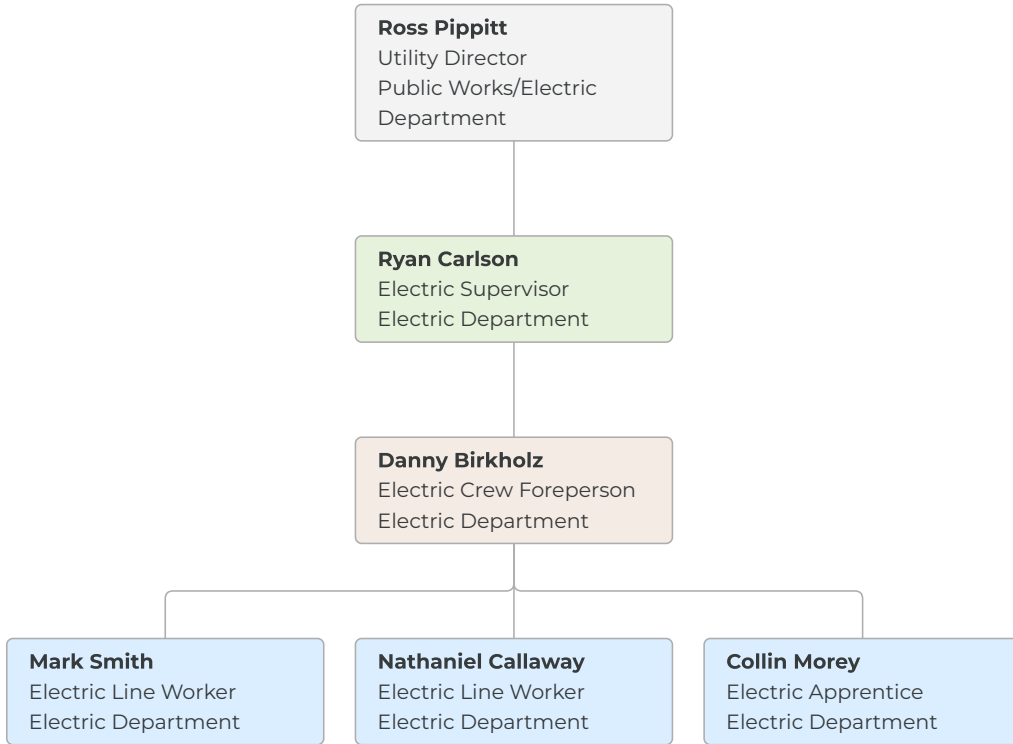 Ross Pippitt
Utility Director
Public Works/Electric
Department
Ryan Carlson
Electric Supervisor
Electric Department
Danny Birkholz
Electric Crew Foreperson
Electric Department
Mark Smith
Electric Line Worker
Electric Department
Nathaniel Callaway
Electric Line Worker
Electric Department
Collin Morey
Electric Apprentice
Electric Department